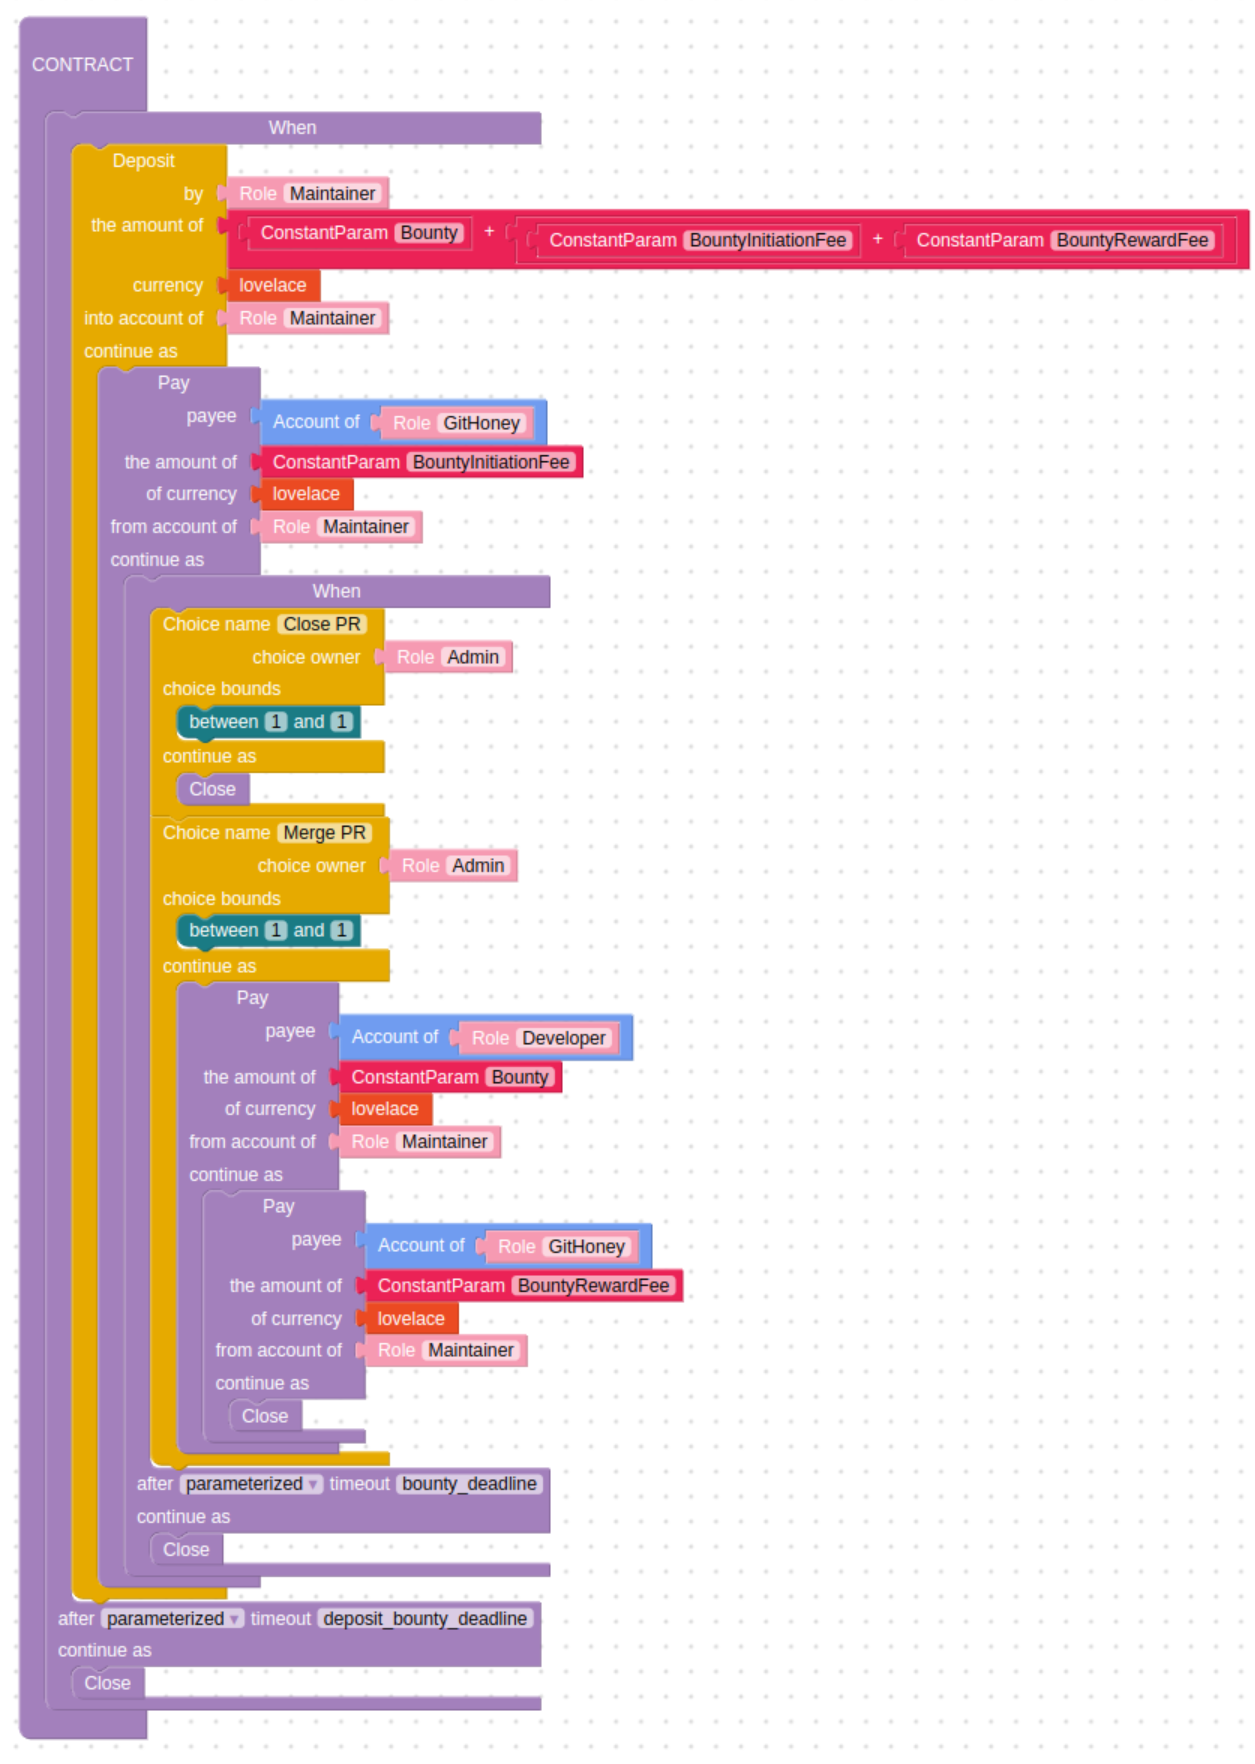 CONTRACT
When
Deposit
by Role Maintainer
the amount of ConstantParam Bounty + ConstantParam BountyInitiationFee + ConstantParam BountyRewardFee
currency lovelace
into account of Role Maintainer
continue as
Pay
payee Account of Role GitHoney
the amount of ConstantParam BountyInitiationFee
of currency lovelace
from account of Role Maintainer
continue as
When
Choice name Close PR
choice owner Role Admin
choice bounds
between 1 and 1
continue as
Close
Choice name Merge PR
choice owner Role Admin
choice bounds
between 1 and 1
continue as
Pay
payee Account of Role Developer
the amount of ConstantParam Bounty
of currency lovelace
from account of Role Maintainer
continue as
Pay
payee Account of Role GitHoney
the amount of ConstantParam BountyRewardFee
of currency lovelace
from account of Role Maintainer
continue as
Close
after parameterized timeout bounty_deadline
continue as
Close
after parameterized timeout deposit_bounty_deadline
continue as
Close